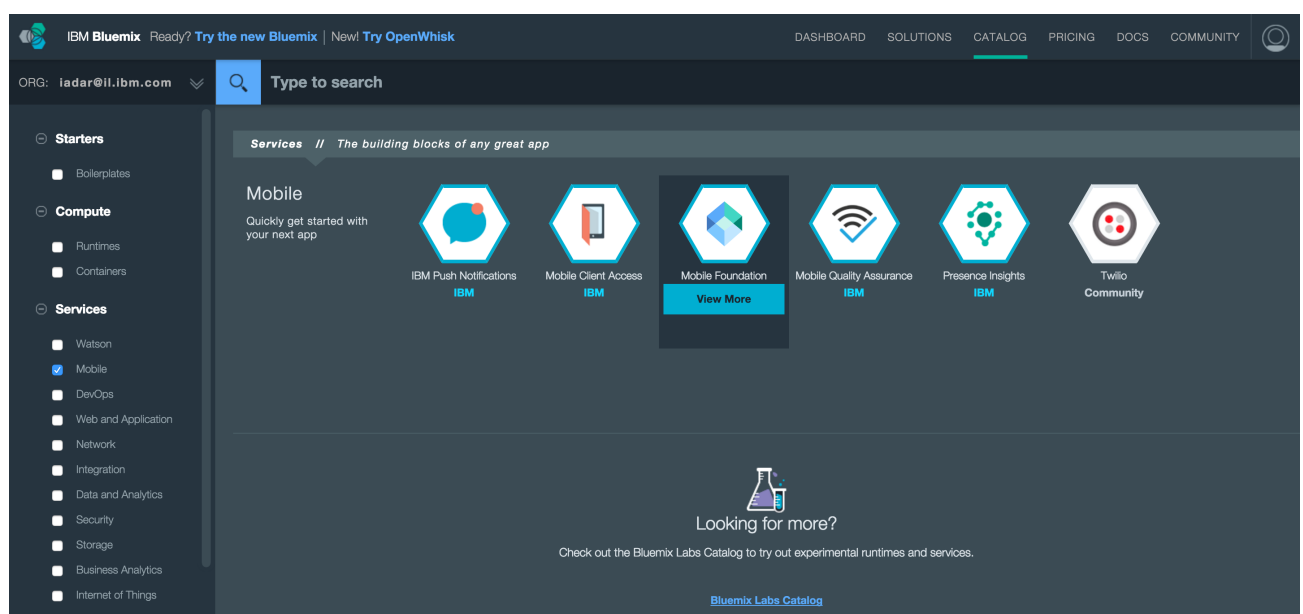 IBM Bluemix Ready? Try the new Bluemix | New! Try OpenWhisk
DASHBOARD SOLUTIONS CATALOG PRICING DOCS COMMUNITY
ORG: iadar@il.ibm.com
Type to search
Starters
Boilerplates
Compute
Runtimes
Containers
Services
Watson
Mobile
DevOps
Web and Application
Network
Integration
Data and Analytics
Security
Storage
Business Analytics
Internet of Things
Services // The building blocks of any great app
Mobile
Quickly get started with
your next app
IBM Push Notifications
IBM
Mobile Client Access
IBM
Mobile Foundation
View More
Mobile Quality Assurance
IBM
Presence Insights
IBM
Twilio
Community
Looking for more?
Check out the Bluemix Labs Catalog to try out experimental runtimes and services.
Bluemix Labs Catalog